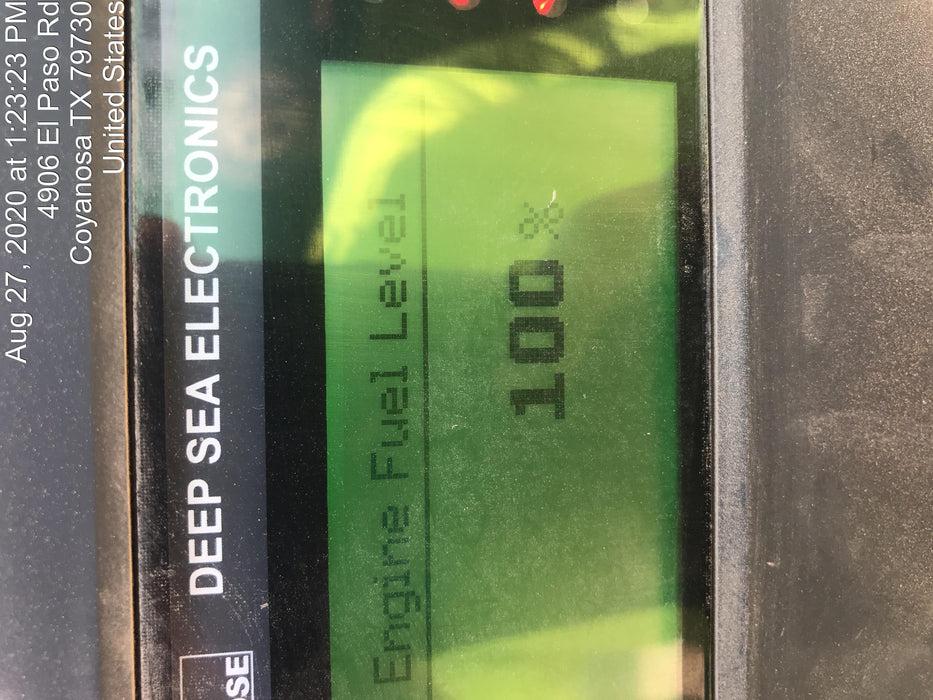 Aug 27, 2020 at 1:23:23 PM
4906 El Paso Rd
Coyanosa TX 79730
United States
DSE
DEEP SEA ELECTRONICS
Engine Fuel Level
100 %